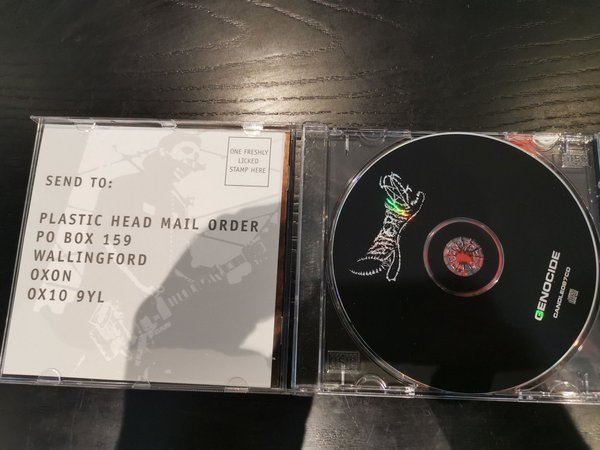 ONE FRESHLY
LICKED
STAMP HERE
SEND TO:
PLASTIC HEAD MAIL ORDER
PO BOX 159
WALLINGFORD
OXON
OX10 9YL
GENOCIDE
CANDLE097CD